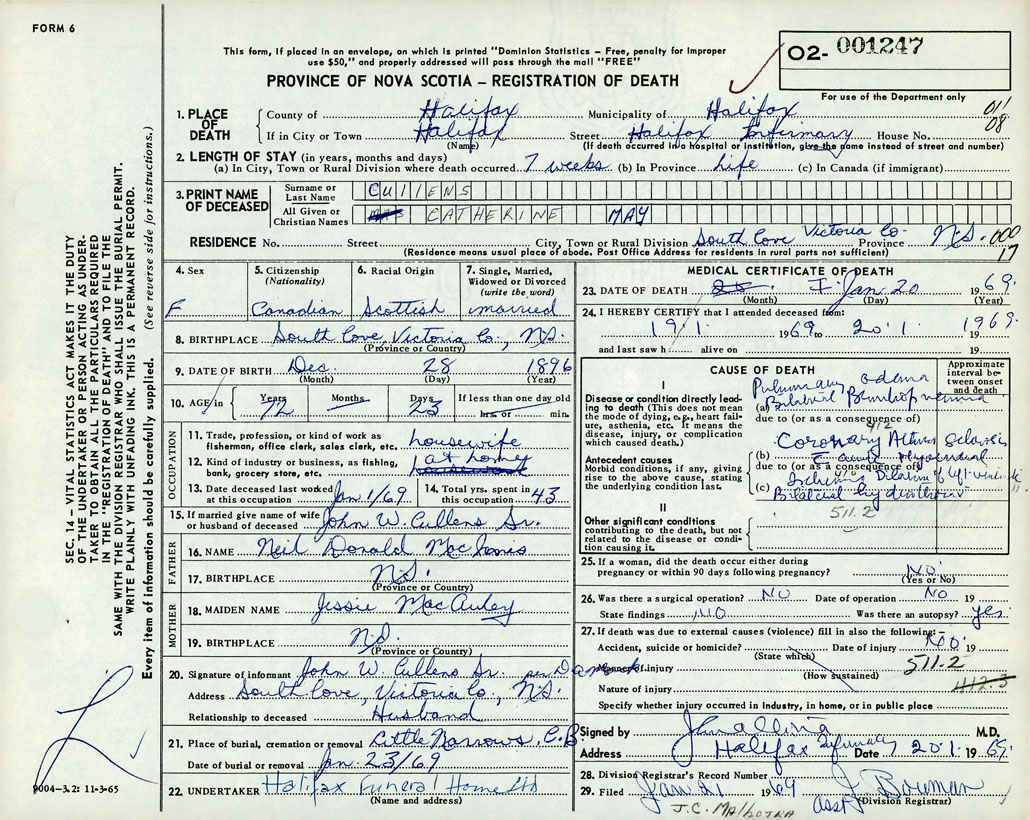 FORM 6
This form, if placed in an envelope, on which is printed "Dominion Statistics – Free, penalty for improper
use $50," and properly addressed will pass through the mail "FREE"
PROVINCE OF NOVA SCOTIA – REGISTRATION OF DEATH
02- 001247
For use of the Department only
1. PLACE OF DEATH
County of Halifax Municipality of Halifax 011
If in City or Town Halifax Street Halifax Infirmary House No. 08
(Name) (If death occurred in a hospital or institution, give the name instead of street and number)
2. LENGTH OF STAY (in years, months and days)
(a) In City, Town or Rural Division where death occurred 7 weeks (b) In Province Life (c) In Canada (if immigrant)
3. PRINT NAME OF DECEASED
Surname or Last Name CULLENS
All Given or Christian Names CATHERINE MAY
RESIDENCE No. Street City, Town or Rural Division South Cove Victoria Co. Province N.S. 000
(Residence means usual place of abode. Post Office Address for residents in rural parts not sufficient) 17
4. Sex F
5. Citizenship (Nationality) Canadian
6. Racial Origin Scottish
7. Single, Married, Widowed or Divorced (write the word) married
8. BIRTHPLACE South Cove, Victoria Co., N.S.
(Province or Country)
9. DATE OF BIRTH Dec. 28 1896
(Month) (Day) (Year)
10. AGE in Years 72 Months Days 23 If less than one day old hrs. or min.
OCCUPATION
11. Trade, profession, or kind of work as fisherman, office clerk, sales clerk, etc. housewife
12. Kind of industry or business, as fishing, bank, grocery store, etc. at home
13. Date deceased last worked at this occupation Jan. 1/69
14. Total yrs. spent in this occupation 43
15. If married give name of wife or husband of deceased John W. Cullens Sr.
FATHER
16. NAME Neil Donald MacInnis
17. BIRTHPLACE N.S.
(Province or Country)
MOTHER
18. MAIDEN NAME Jessie MacAuley
19. BIRTHPLACE N.S.
(Province or Country)
20. Signature of informant John W. Cullens Sr. per
Address South Cove, Victoria Co., N.S.
Relationship to deceased Husband
21. Place of burial, cremation or removal Little Narrows, C.B.
Date of burial or removal Jan. 23/69
22. UNDERTAKER Halifax Funeral Home Ltd
(Name and address)
MEDICAL CERTIFICATE OF DEATH
23. DATE OF DEATH Jan 20 1969.
(Month) (Day) (Year)
24. I HEREBY CERTIFY that I attended deceased from:
19 1 1969 to 20 . 1 . 1969.
and last saw h alive on 19
CAUSE OF DEATH
Approximate interval between onset and death
I
Disease or condition directly leading to death (This does not mean the mode of dying, e.g., heart failure, asthenia, etc. It means the disease, injury, or complication which caused death.)
Pulmonary odema
(a) Bilateral Bronchopneumonia
due to (or as a consequence of)
412
Antecedent causes
Morbid conditions, if any, giving rise to the above cause, stating the underlying condition last.
Coronary Sclerosis
(b) Myocardial
due to (or as a consequence of)
(c) Bilateral hydrothorax
511.2
II
Other significant conditions
contributing to the death, but not related to the disease or condition causing it.
25. If a woman, did the death occur either during pregnancy or within 90 days following pregnancy? No
(Yes or No)
26. Was there a surgical operation? NO Date of operation NO 19
State findings NO Was there an autopsy? yes.
27. If death was due to external causes (violence) fill in also the following:
Accident, suicide or homicide? Date of injury No 19
(State which)
Manner of injury 511.2
(How sustained)
Nature of injury 412.3
Specify whether injury occurred in industry, in home, or in public place
Signed by M.D.
Address Halifax Infirmary Date 20.1.1969.
28. Division Registrar's Record Number
29. Filed Jan 21 1969 J. Bowman
Asst (Division Registrar)
J.C. MALHOTRA
SEC. 14 – VITAL STATISTICS ACT MAKES IT THE DUTY
OF THE UNDERTAKER OR PERSON ACTING AS UNDER-
TAKER TO OBTAIN ALL THE PARTICULARS REQUIRED
IN THE "REGISTRATION OF DEATH" AND TO FILE THE
SAME WITH THE DIVISION REGISTRAR WHO SHALL ISSUE THE BURIAL PERMIT.
WRITE PLAINLY WITH UNFADING INK. THIS IS A PERMANENT RECORD.
Every item of information should be carefully supplied. (See reverse side for instructions.)
9004-3.2: 11-3-65